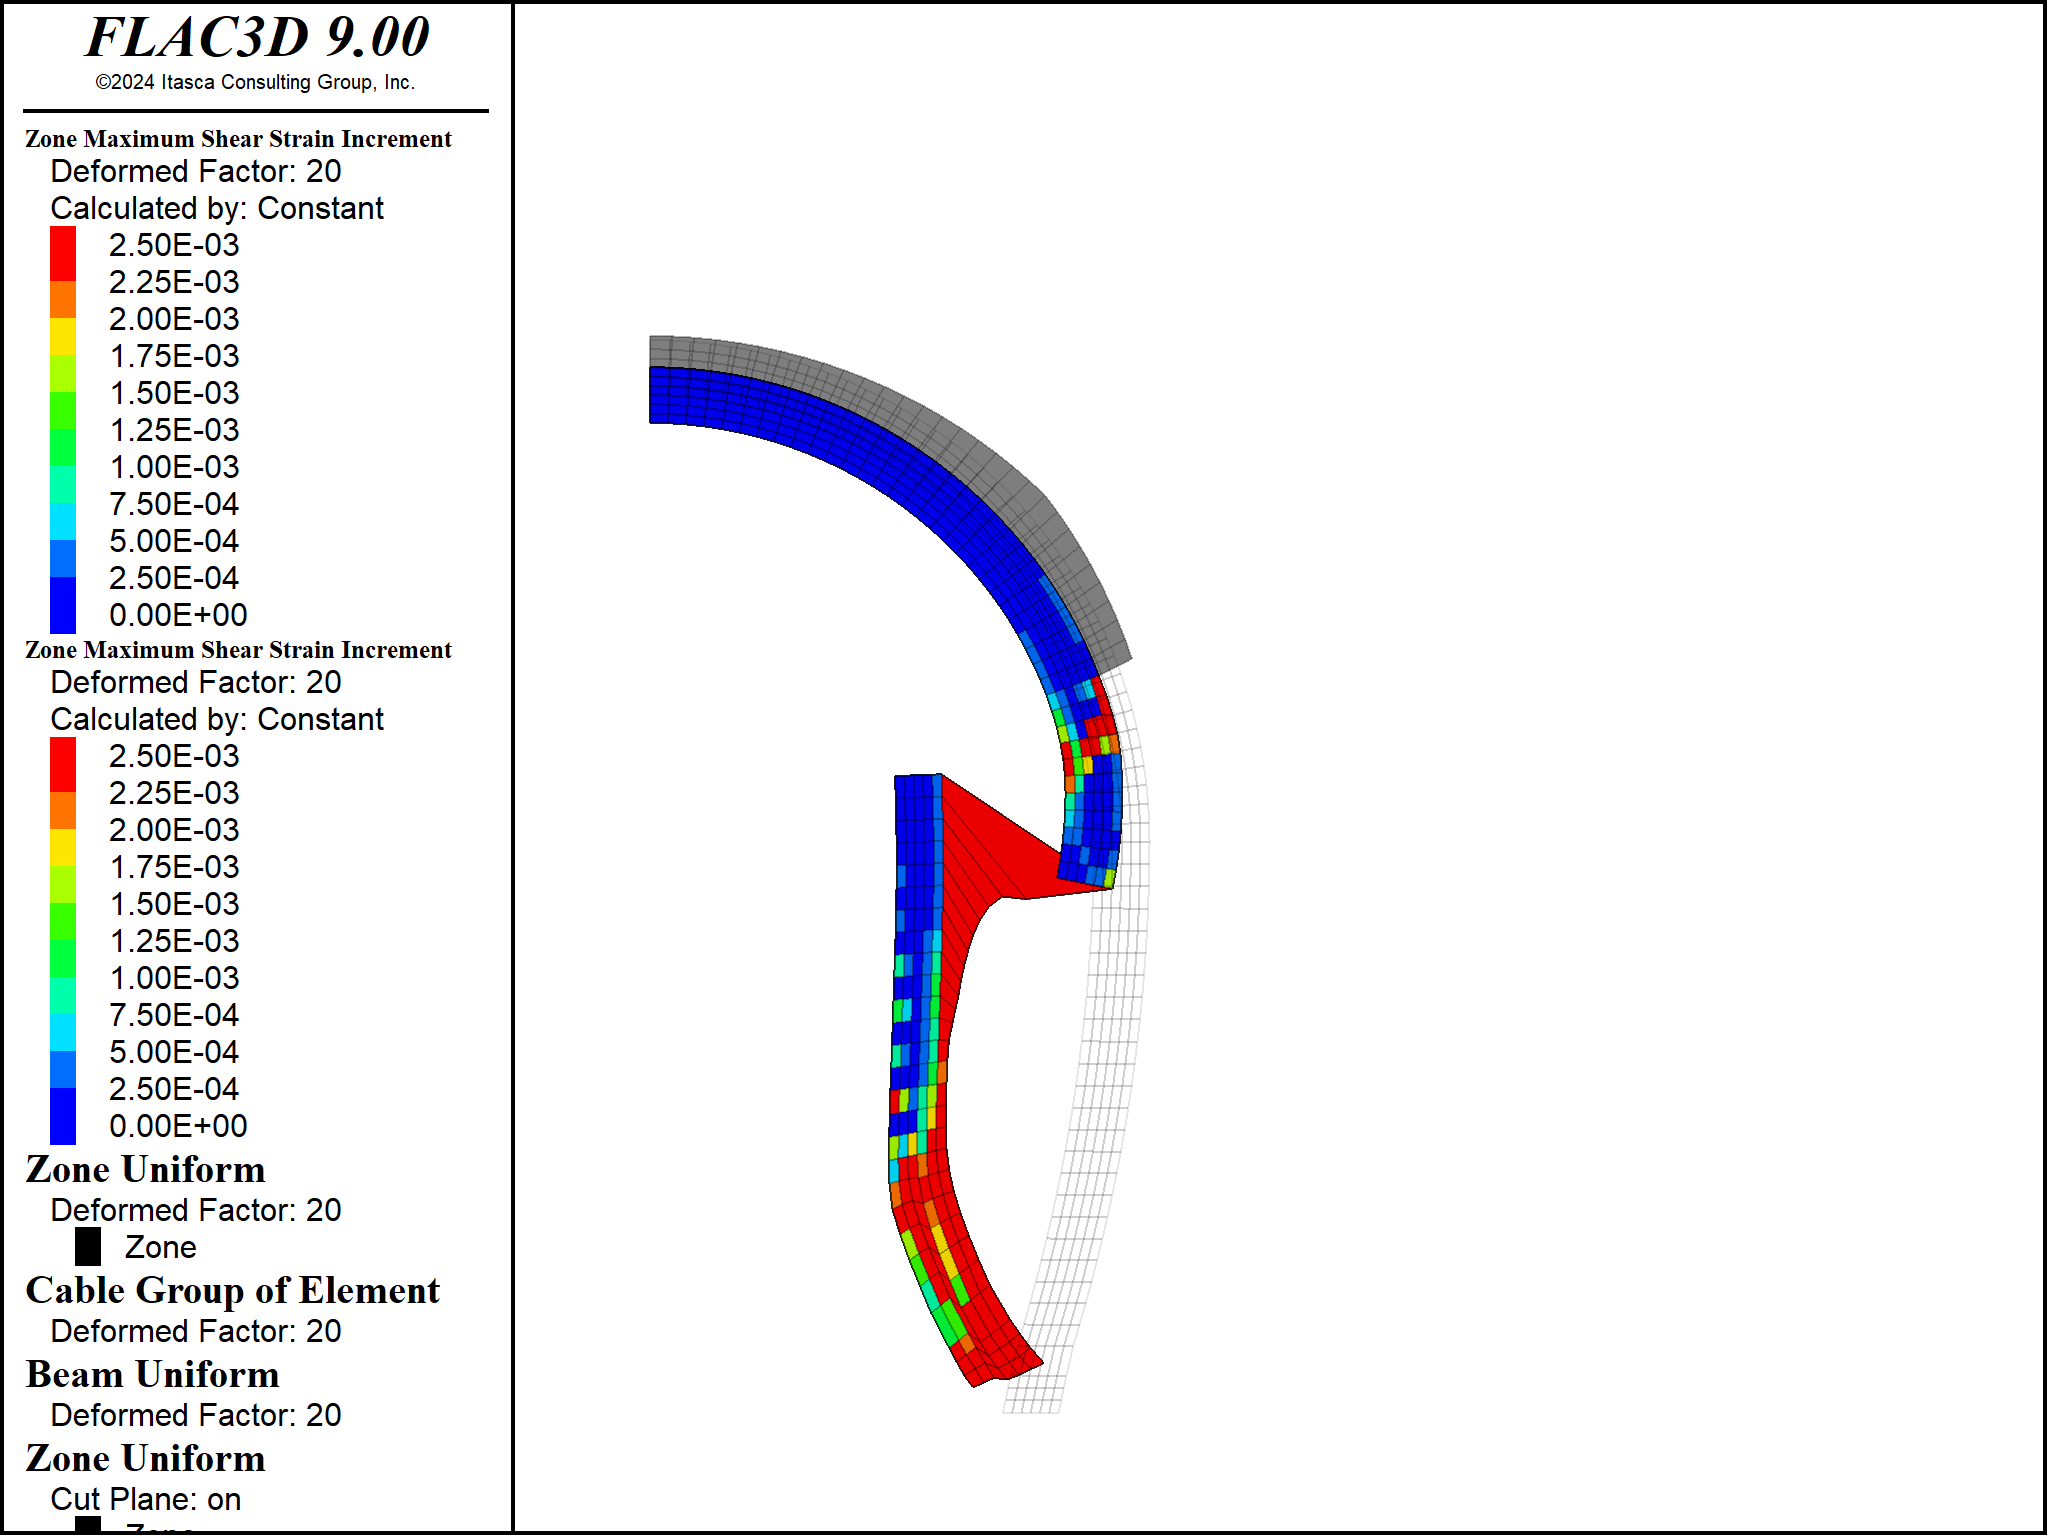 FLAC3D 9.00
©2024 Itasca Consulting Group, Inc.
Zone Maximum Shear Strain Increment
Deformed Factor: 20
Calculated by: Constant
2.50E-03
2.25E-03
2.00E-03
1.75E-03
1.50E-03
1.25E-03
1.00E-03
7.50E-04
5.00E-04
2.50E-04
0.00E+00
Zone Maximum Shear Strain Increment
Deformed Factor: 20
Calculated by: Constant
2.50E-03
2.25E-03
2.00E-03
1.75E-03
1.50E-03
1.25E-03
1.00E-03
7.50E-04
5.00E-04
2.50E-04
0.00E+00
Zone Uniform
Deformed Factor: 20
Zone
Cable Group of Element
Deformed Factor: 20
Beam Uniform
Deformed Factor: 20
Zone Uniform
Cut Plane: on